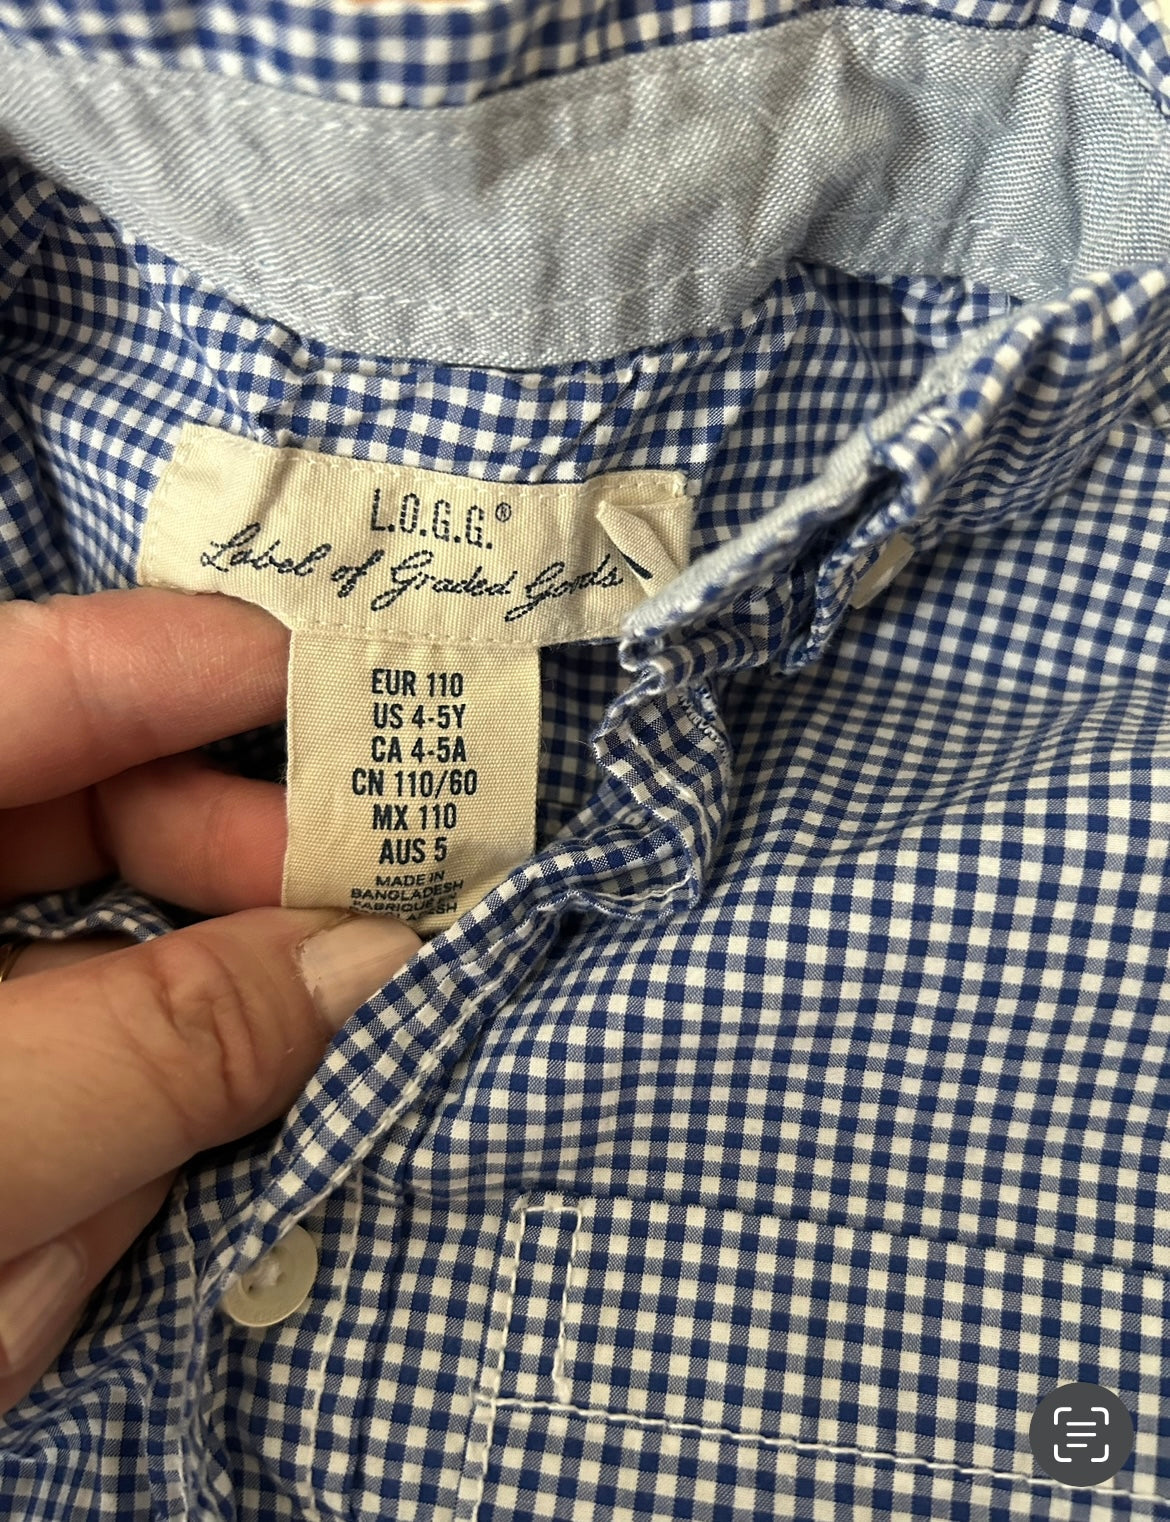 L.O.G.G.®
Label of Graded Goods
EUR 110
US 4-5Y
CA 4-5A
CN 110/60
MX 110
AUS 5
MADE IN
BANGLADESH